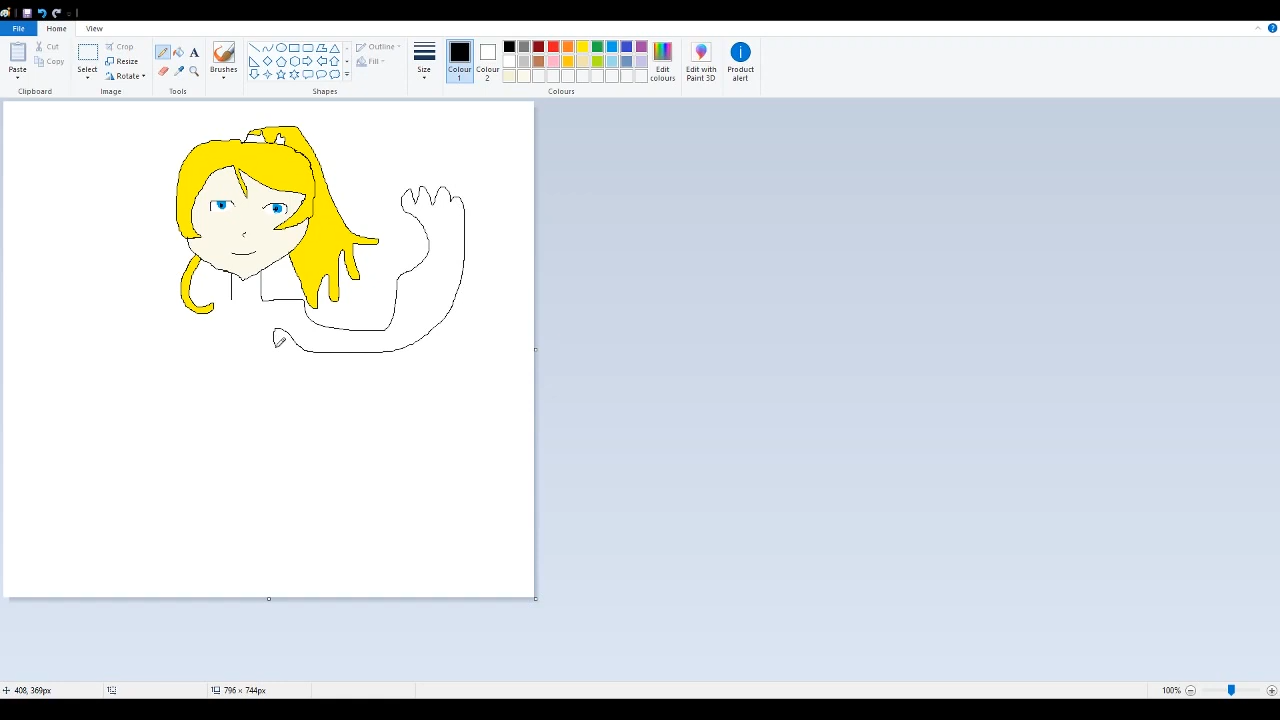 File Home View
Paste
Cut
Copy
Clipboard
Select
Crop
Resize
Rotate
Image
A
Tools
Brushes
Outline
Fill
Shapes
Size
Colour 1
Colour 2
Edit colours
Colours
Edit with Paint 3D
Product alert
408, 369px
796 × 744px
100%